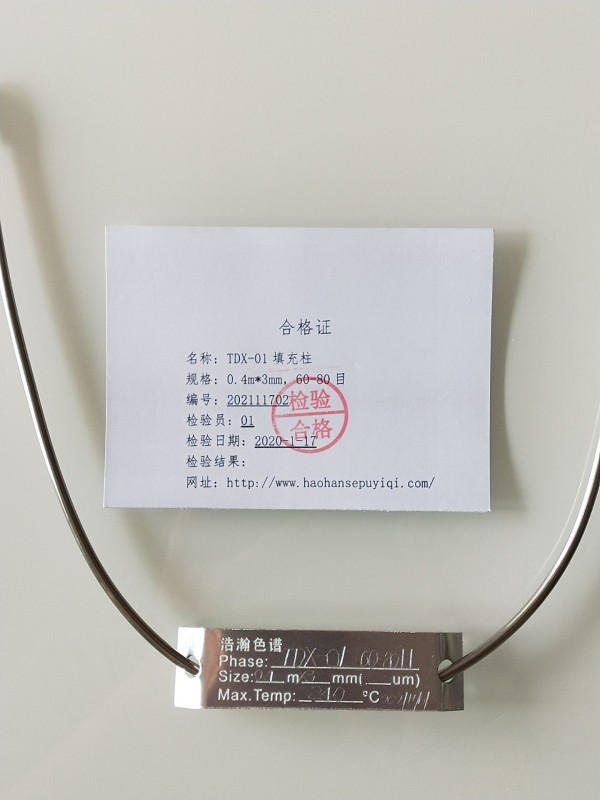 合格证
名称: TDX-01 填充柱
规格: 0.4m*3mm, 60-80 目
编号: 202111702
检验员: 01
检验日期: 2020-1-17
检验结果:
网址: http://www.haohansepuyiqi.com/
检验
合格
浩瀚色谱
Phase: TDX-01 60-80目
Size: m 3 mm( um)
Max.Temp: °C